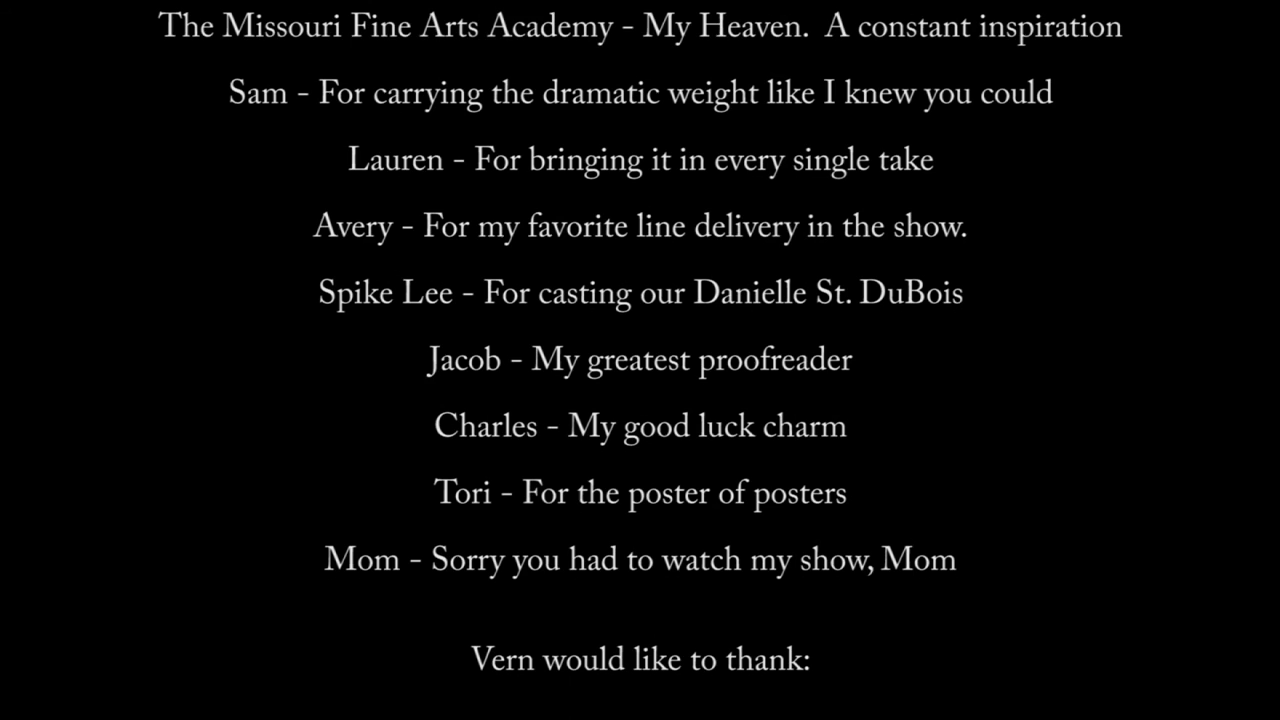 The Missouri Fine Arts Academy - My Heaven.  A constant inspiration
Sam - For carrying the dramatic weight like I knew you could
Lauren - For bringing it in every single take
Avery - For my favorite line delivery in the show.
Spike Lee - For casting our Danielle St. DuBois
Jacob - My greatest proofreader
Charles - My good luck charm
Tori - For the poster of posters
Mom - Sorry you had to watch my show, Mom
Vern would like to thank: